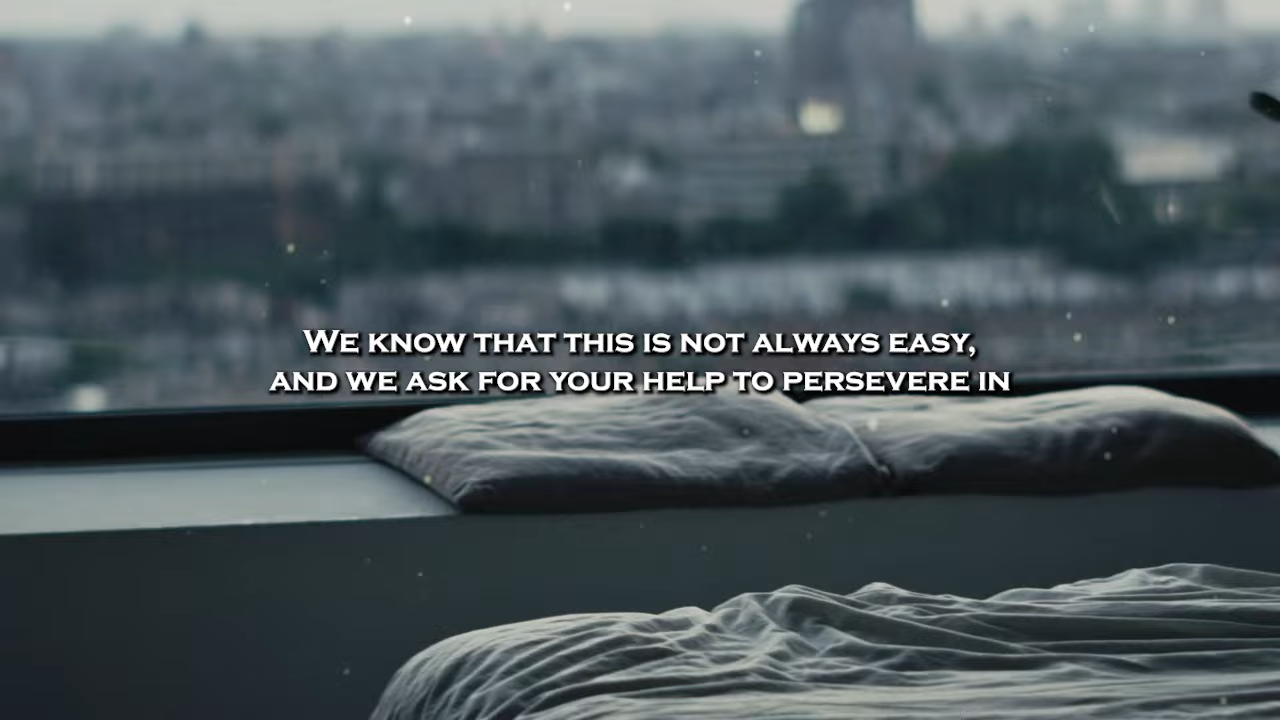 We know that this is not always easy,
and we ask for your help to persevere in